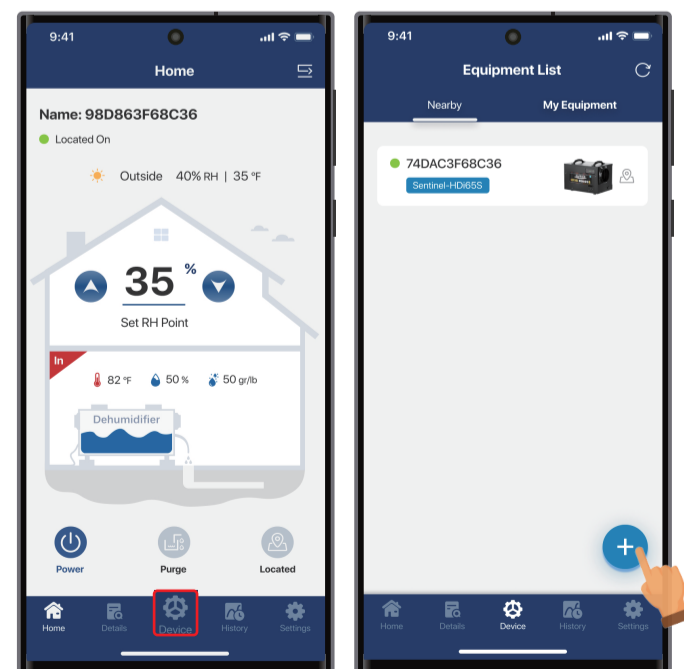 9:41
Home
Name: 98D863F68C36
Located On
Outside 40% RH | 35 °F
35 %
Set RH Point
In
82 °F 50 % 50 gr/lb
Dehumidifier
Power Purge Located
Home Details Device History Settings
9:41
Equipment List
Nearby My Equipment
74DAC3F68C36
Sentinel-HDi65S
+
Home Details Device History Settings